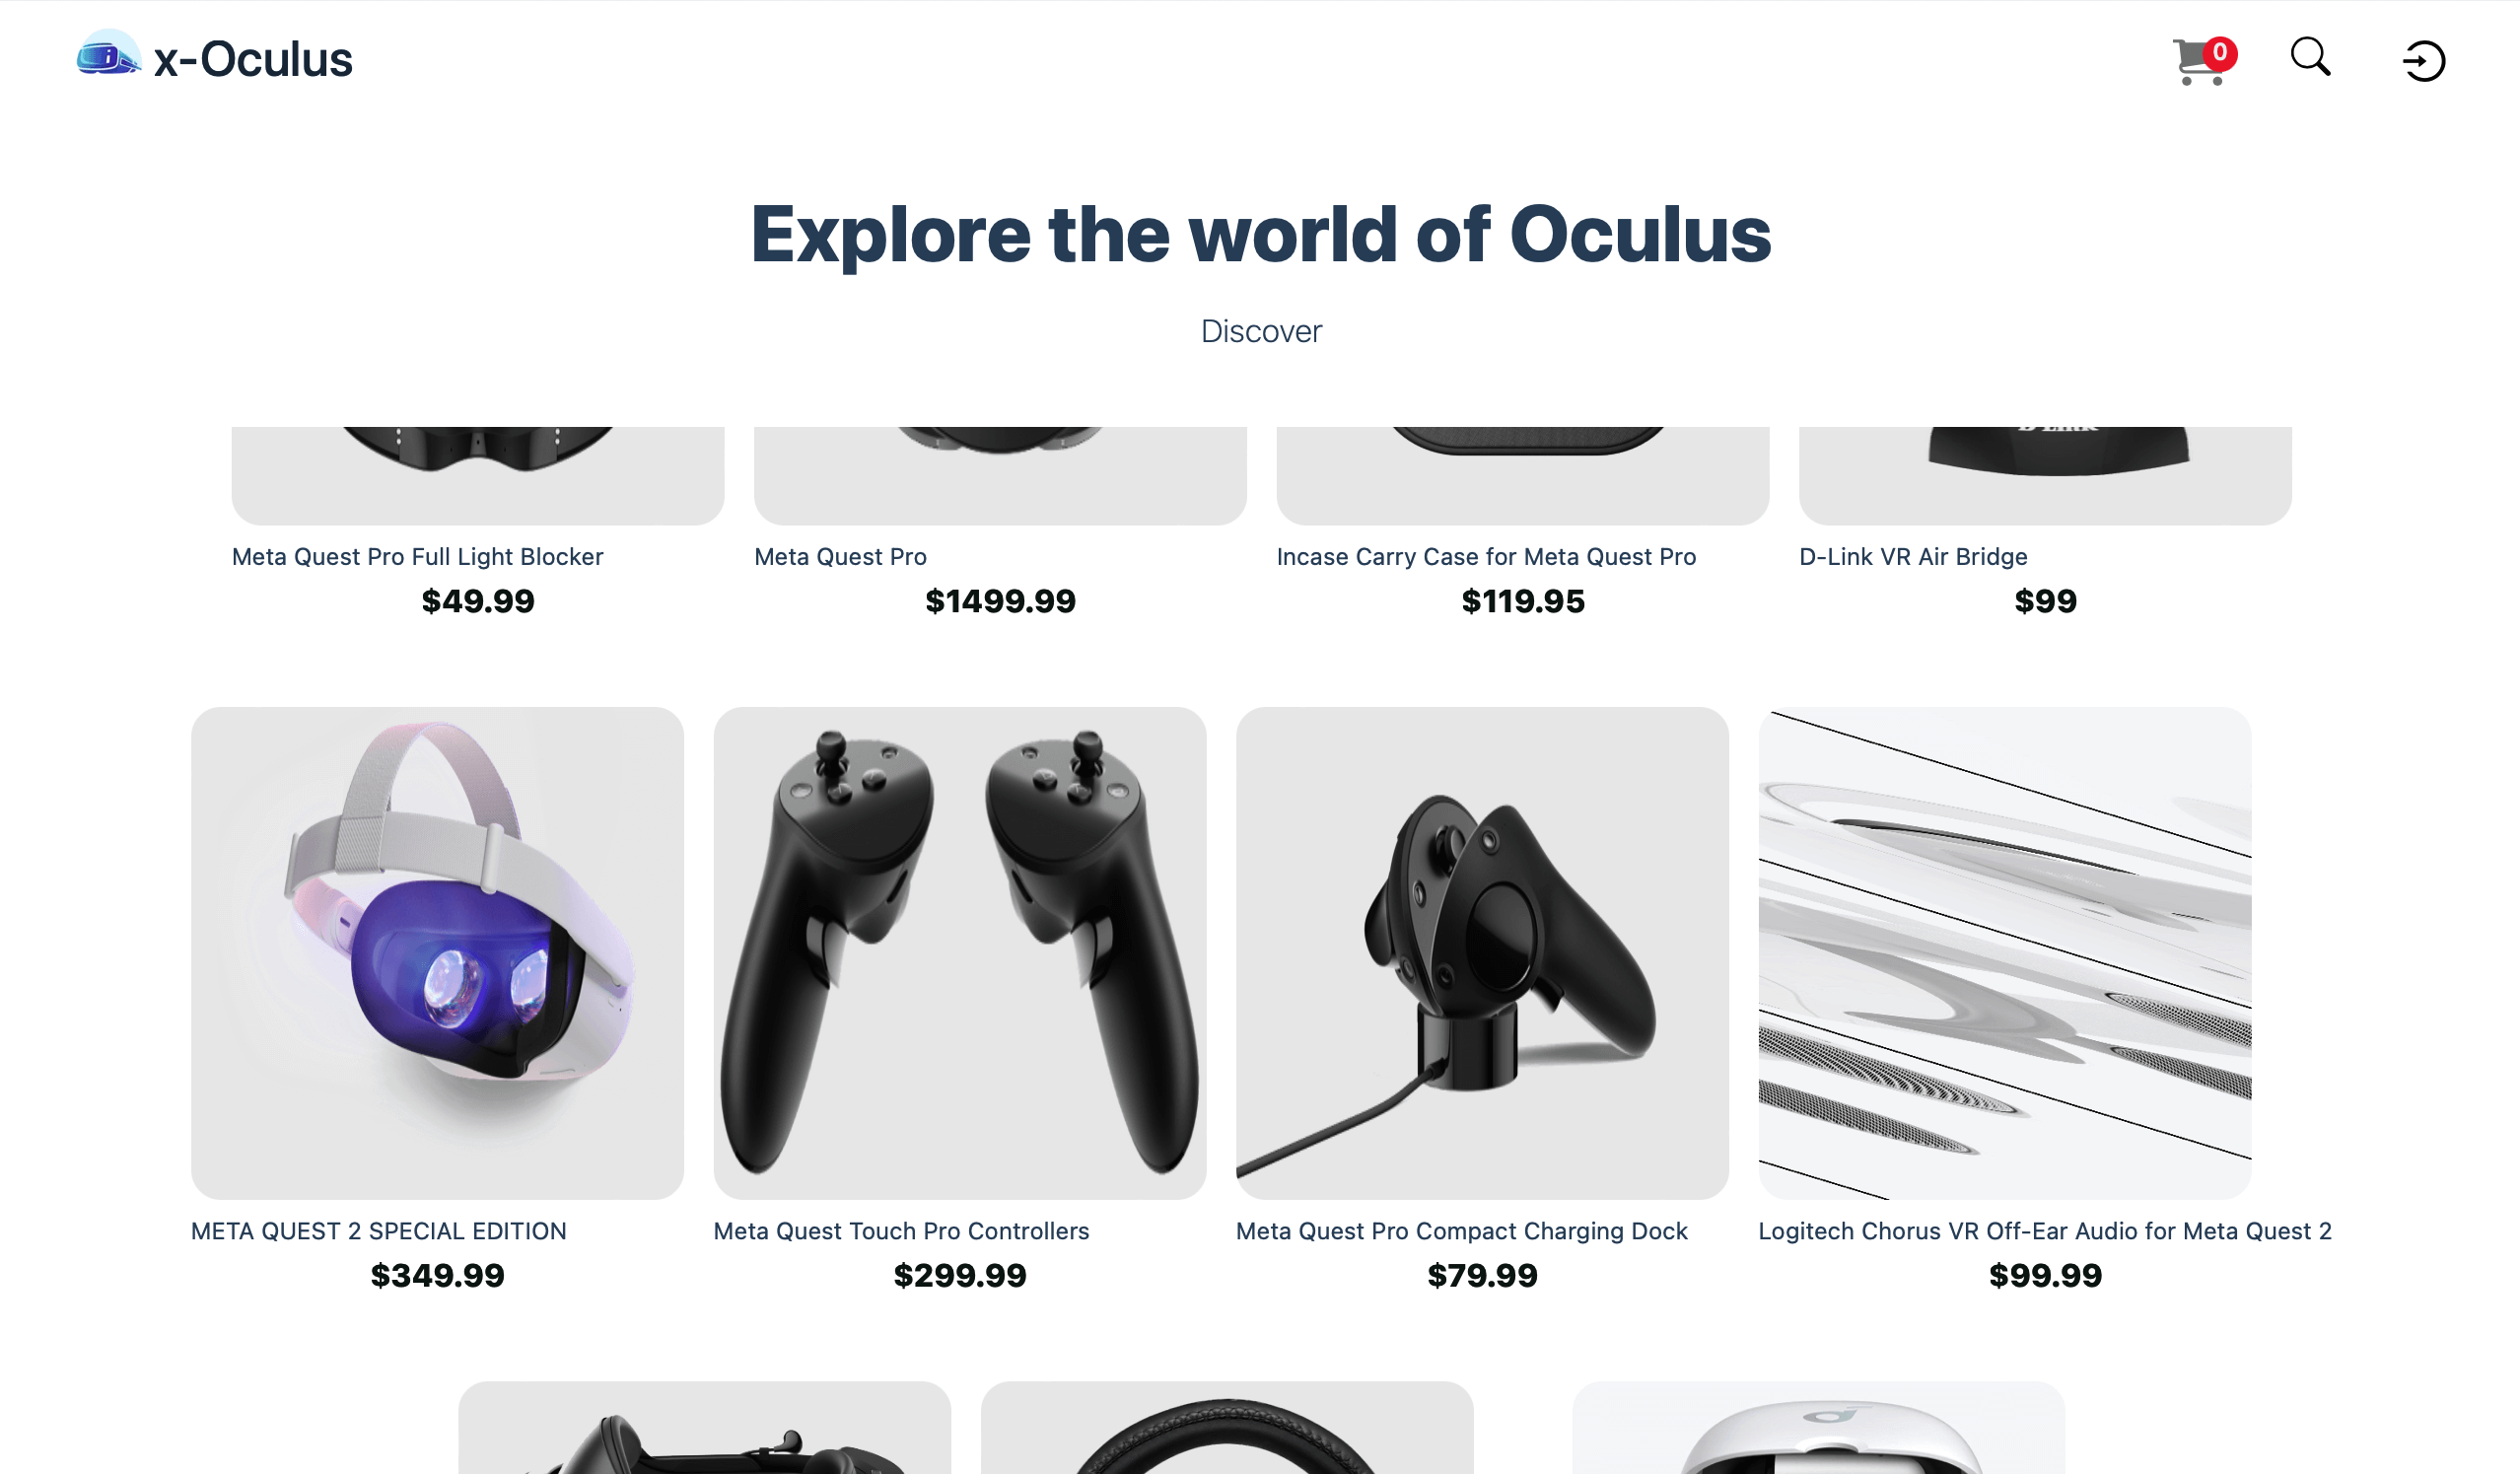 x-Oculus
0
Explore the world of Oculus
Discover
Meta Quest Pro Full Light Blocker
$49.99
Meta Quest Pro
$1499.99
Incase Carry Case for Meta Quest Pro
$119.95
D-Link VR Air Bridge
$99
META QUEST 2 SPECIAL EDITION
$349.99
Meta Quest Touch Pro Controllers
$299.99
Meta Quest Pro Compact Charging Dock
$79.99
Logitech Chorus VR Off-Ear Audio for Meta Quest 2
$99.99